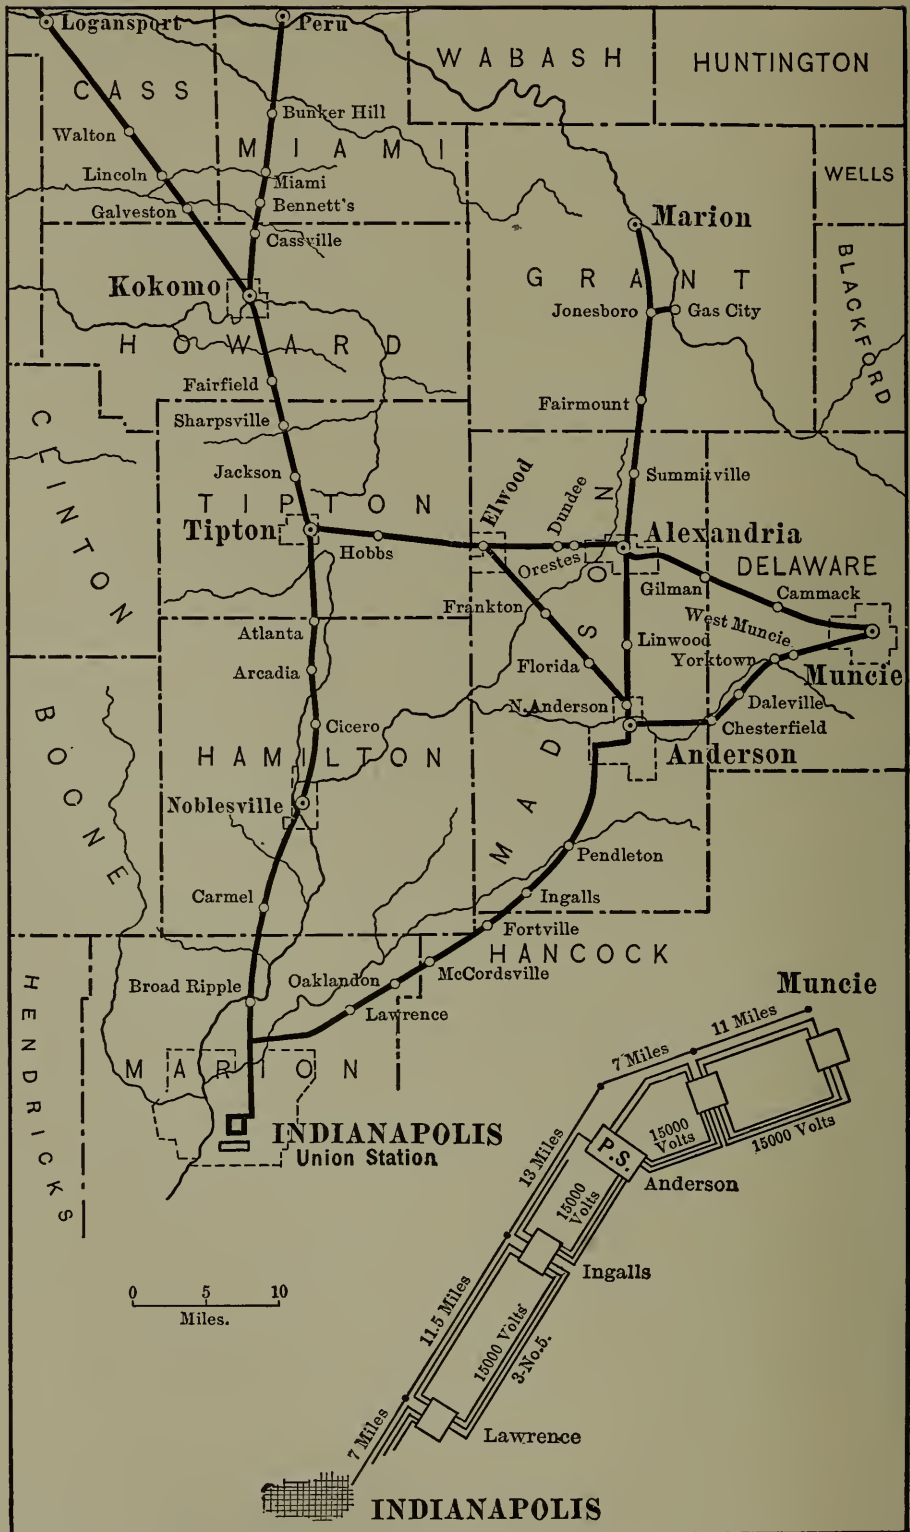 Logansport
Peru
WABASH
HUNTINGTON
CASS
Bunker Hill
Walton
MIAMI
Lincoln
Miami
WELLS
Galveston
Bennett's
Cassville
Marion
Kokomo
GRANT
BLACKFORD
Jonesboro
Gas City
HOWARD
Fairfield
Fairmount
Sharpsville
CLINTON
Jackson
Summitville
TIPTON
Elwood
Dundee
Tipton
Hobbs
Orestes
Alexandria
DELAWARE
Gilman
Cammack
Frankton
West Muncie
Atlanta
Linwood
Yorktown
Muncie
Arcadia
Florida
N. Anderson
Daleville
Cicero
Chesterfield
BOONE
HAMILTON
MADISON
Anderson
Noblesville
Pendleton
Carmel
Ingalls
Fortville
HANCOCK
Broad Ripple
Oaklandon
McCordsville
Lawrence
HENDRICKS
MARION
INDIANAPOLIS
Union Station
Muncie
11 Miles
7 Miles
15000
Volts
15000 Volts
P.S.
13 Miles
Anderson
15000
Volts
Ingalls
11.5 Miles
15000 Volts
3-No.5.
7 Miles
Lawrence
INDIANAPOLIS
0 5 10
Miles.